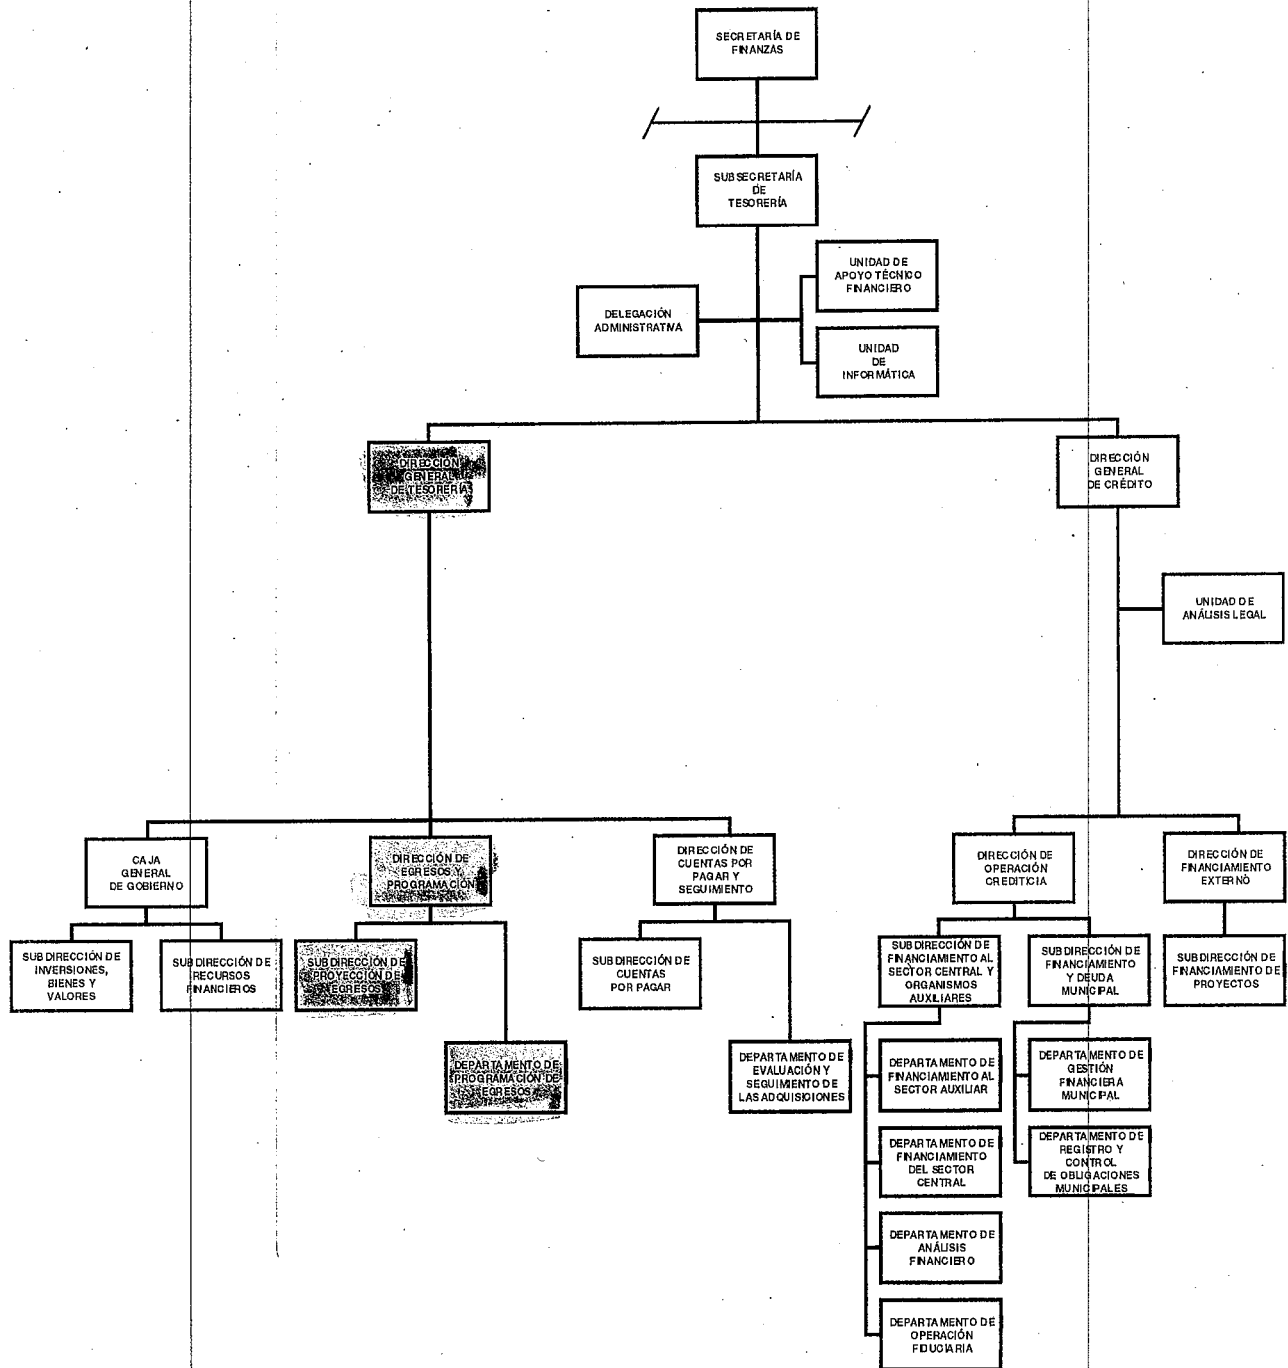 SECRETARÍA DE
FINANZAS
SUBSECRETARÍA
DE
TESORERÍA
UNIDAD DE
APOYO TÉCNICO
FINANCIERO
DELEGACIÓN
ADMINISTRATIVA
UNIDAD
DE
INFORMÁTICA
DIRECCIÓN
GENERAL
DE TESORERÍA
DIRECCIÓN
GENERAL
DE CRÉDITO
UNIDAD DE
ANÁLISIS LEGAL
CAJA
GENERAL
DE GOBIERNO
DIRECCIÓN DE
EGRESOS Y
PROGRAMACIÓN
DIRECCIÓN DE
CUENTAS POR
PAGAR Y
SEGUIMIENTO
DIRECCIÓN DE
OPERACIÓN
CREDITICIA
DIRECCIÓN DE
FINANCIAMIENTO
EXTERNO
SUBDIRECCIÓN DE
INVERSIONES,
BIENES Y
VALORES
SUBDIRECCIÓN DE
RECURSOS
FINANCIEROS
SUBDIRECCIÓN DE
PROYECCIÓN DE
EGRESOS
SUBDIRECCIÓN DE
CUENTAS
POR PAGAR
SUBDIRECCIÓN DE
FINANCIAMIENTO AL
SECTOR CENTRAL Y
ORGANISMOS
AUXILIARES
SUBDIRECCIÓN DE
FINANCIAMIENTO
Y DEUDA
MUNICIPAL
SUBDIRECCIÓN DE
FINANCIAMIENTO DE
PROYECTOS
DEPARTAMENTO DE
PROGRAMACIÓN DE
EGRESOS
DEPARTAMENTO DE
EVALUACIÓN Y
SEGUIMIENTO DE
LAS ADQUISICIONES
DEPARTAMENTO DE
FINANCIAMIENTO AL
SECTOR AUXILIAR
DEPARTAMENTO DE
GESTIÓN
FINANCIERA
MUNICIPAL
DEPARTAMENTO DE
FINANCIAMIENTO
DEL SECTOR
CENTRAL
DEPARTAMENTO DE
REGISTRO Y
CONTROL
DE OBLIGACIONES
MUNICIPALES
DEPARTAMENTO DE
ANÁLISIS
FINANCIERO
DEPARTAMENTO DE
OPERACIÓN
FIDUCIARIA